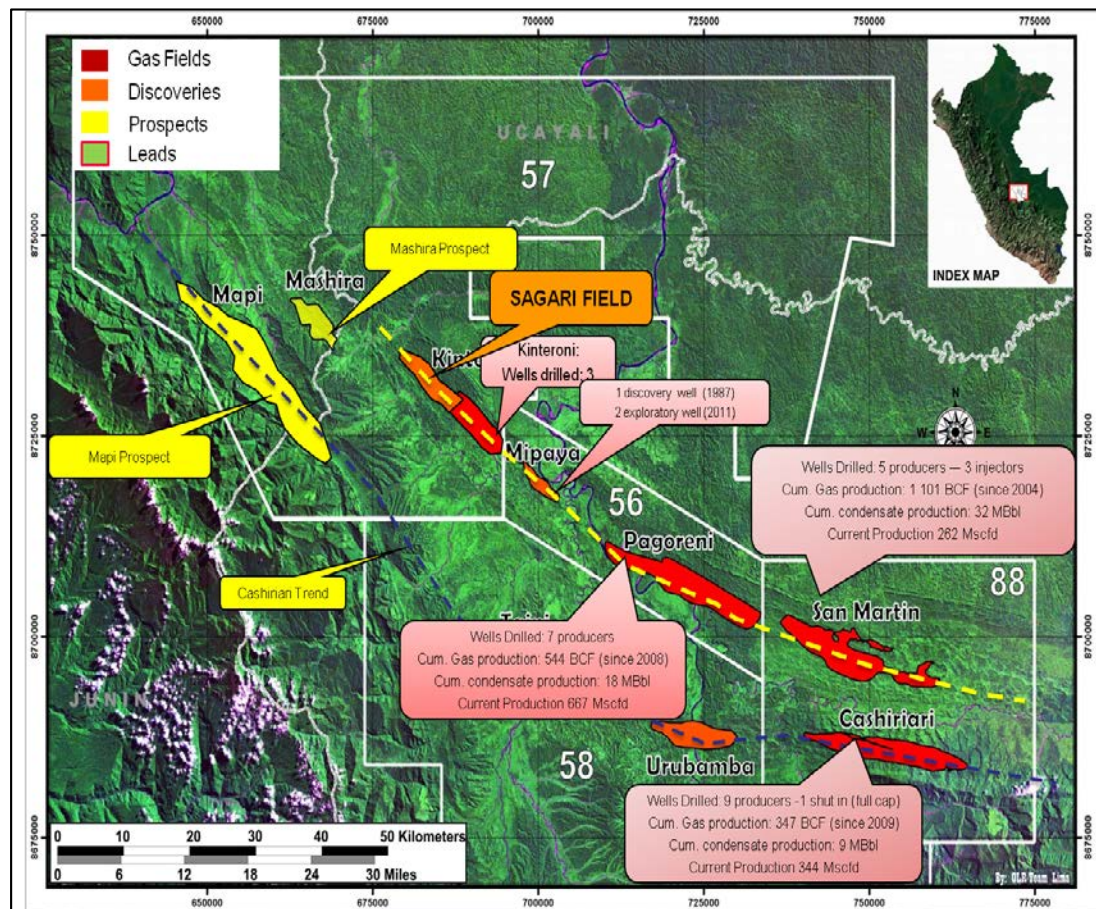 650000
675000
700000
725000
750000
775000
Gas Fields
Discoveries
Prospects
Leads
UCAYALI
57
INDEX MAP
8750000
8750000
Mashira Prospect
Mashira
Mapi
SAGARI FIELD
Kinteroni:
Wells drilled: 3
1 discovery well (1987)
2 exploratory well (2011)
N
W
E
8725000
8725000
Mapi Prospect
Mipaya
Wells Drilled: 5 producers — 3 injectors
Cum. Gas production: 1 101 BCF (since 2004)
Cum. condensate production: 32 MBbl
Current Production 262 Mscfd
56
Pagoreni
88
Cashirian Trend
San Martin
8700000
8700000
Wells Drilled: 7 producers
Cum. Gas production: 544 BCF (since 2008)
Cum. condensate production: 18 MBbl
Current Production 667 Mscfd
JUNIN
Cashiriari
58
Urubamba
Wells Drilled: 9 producers -1 shut in (full cap)
Cum. Gas production: 347 BCF (since 2009)
Cum. condensate production: 9 MBbl
Current Production 344 Mscfd
8675000
8675000
0 10 20 30 40 50 Kilometers
0 6 12 18 24 30 Miles
650000
675000
700000
725000
750000
775000